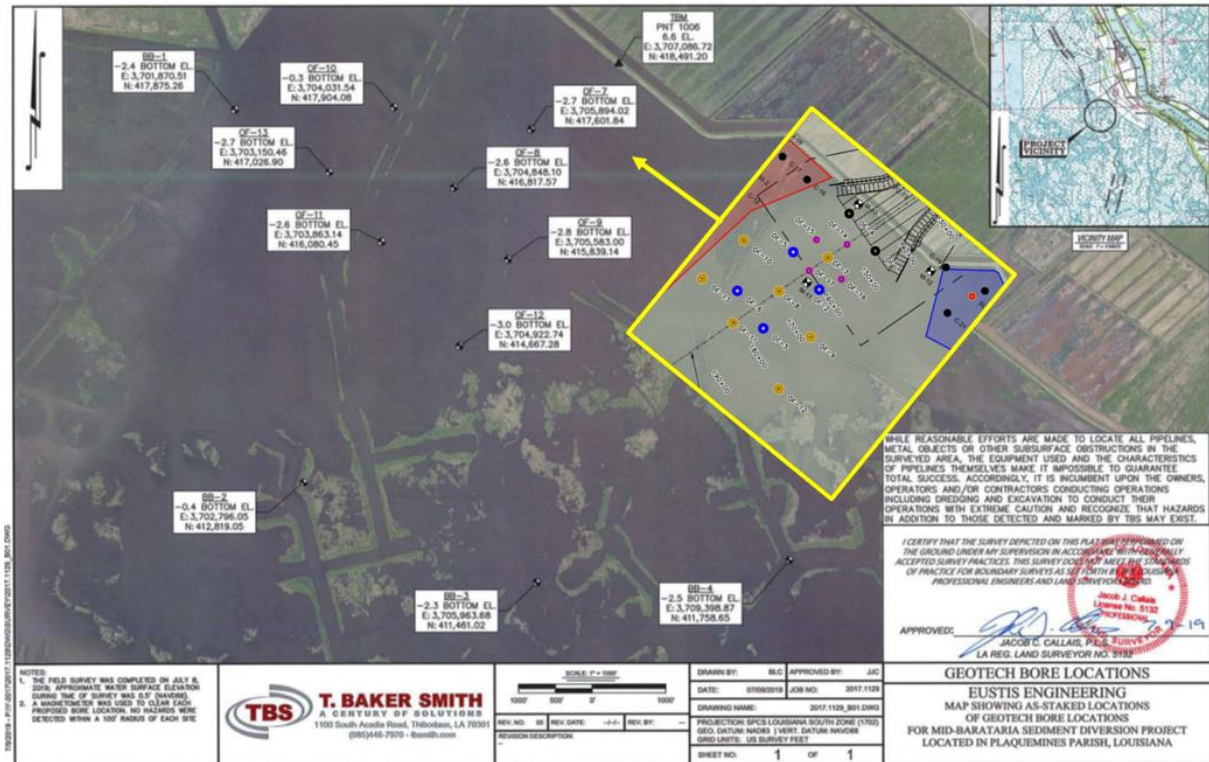 BB-1
-2.4 BOTTOM EL.
E: 3,701,870.51
N: 417,875.26
OF-10
-0.3 BOTTOM EL.
E: 3,704,031.54
N: 417,904.08
TBM
PNT 1006
6.6 EL.
E: 3,707,086.72
N: 418,491.20
OF-7
-2.7 BOTTOM EL.
E: 3,705,894.02
N: 417,601.84
OF-13
-2.7 BOTTOM EL.
E: 3,703,150.46
N: 417,026.90
OF-8
-2.6 BOTTOM EL.
E: 3,704,848.10
N: 416,817.57
OF-11
-2.6 BOTTOM EL.
E: 3,703,863.14
N: 416,080.45
OF-9
-2.8 BOTTOM EL.
E: 3,705,583.00
N: 415,839.14
OF-12
-3.0 BOTTOM EL.
E: 3,704,922.74
N: 414,667.28
BB-2
-0.4 BOTTOM EL.
E: 3,702,796.05
N: 412,819.05
BB-3
-2.3 BOTTOM EL.
E: 3,705,963.68
N: 411,461.02
BB-4
-2.5 BOTTOM EL.
E: 3,709,398.87
N: 411,758.65
PROJECT
VICINITY
VICINITY MAP
OF-10
OF-8
OF-9
OF-12
180+00
190+00
WHILE REASONABLE EFFORTS ARE MADE TO LOCATE ALL PIPELINES,
METAL OBJECTS OR OTHER SUBSURFACE OBSTRUCTIONS IN THE
SURVEYED AREA, THE EQUIPMENT USED AND THE CHARACTERISTICS
OF PIPELINES THEMSELVES MAKE IT IMPOSSIBLE TO GUARANTEE
TOTAL SUCCESS. ACCORDINGLY, IT IS INCUMBENT UPON THE OWNERS,
OPERATORS AND/OR CONTRACTORS CONDUCTING OPERATIONS
INCLUDING DREDGING AND EXCAVATION TO CONDUCT THEIR
OPERATIONS WITH EXTREME CAUTION AND RECOGNIZE THAT HAZARDS
IN ADDITION TO THOSE DETECTED AND MARKED BY TBS MAY EXIST.
I CERTIFY THAT THE SURVEY DEPICTED ON THIS PLAT WAS PERFORMED ON
THE GROUND UNDER MY SUPERVISION IN ACCORDANCE WITH GENERALLY
ACCEPTED SURVEY PRACTICES. THIS SURVEY DOES NOT MEET THE STANDARDS
OF PRACTICE FOR BOUNDARY SURVEYS AS SET FORTH BY THE LOUISIANA
PROFESSIONAL ENGINEERS AND LAND SURVEYORS BOARD.
Jacob J. Callais
License No. 5132
PROFESSIONAL
APPROVED:
JACOB C. CALLAIS, P.L.S.
LA REG. LAND SURVEYOR NO. 5132
NOTES:
1. THE FIELD SURVEY WAS COMPLETED ON JULY 8,
2019; APPROXIMATE WATER SURFACE ELEVATION
DURING TIME OF SURVEY WAS 0.5' (NAVD88).
2. A MAGNETOMETER WAS USED TO CLEAR EACH
PROPOSED BORE LOCATION. NO HAZARDS WERE
DETECTED WITHIN A 100' RADIUS OF EACH SITE
TBS
T. BAKER SMITH
A CENTURY OF SOLUTIONS
1100 South Acadia Road, Thibodaux, LA 70301
(985)446-7970 - tbsmith.com
SCALE: 1" = 1000'
1000' 500' 0' 1000'
REV. NO: 00 REV. DATE: -/-/- REV. BY: --
REVISION DESCRIPTION:
DRAWN BY: BLC APPROVED BY: JJC
DATE: 07/09/2019 JOB NO: 2017.1129
DRAWING NAME: 2017.1129_B01.DWG
PROJECTION: SPCS LOUISIANA SOUTH ZONE (1702)
GEO. DATUM: NAD83 | VERT. DATUM: NAVD88
GRID UNITS: US SURVEY FEET
SHEET NO: 1 OF 1
GEOTECH BORE LOCATIONS
EUSTIS ENGINEERING
MAP SHOWING AS-STAKED LOCATIONS
OF GEOTECH BORE LOCATIONS
FOR MID-BARATARIA SEDIMENT DIVERSION PROJECT
LOCATED IN PLAQUEMINES PARISH, LOUISIANA